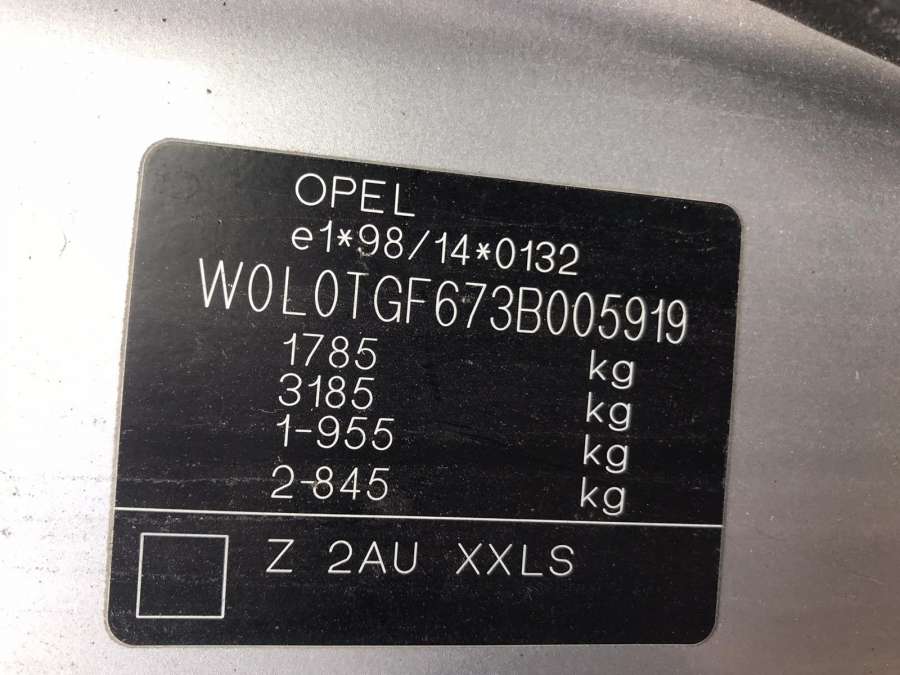 OPEL
e1*98/14*0132
W0L0TGF673B005919
1785 kg
3185 kg
1-955 kg
2-845 kg
Z 2AU XXLS